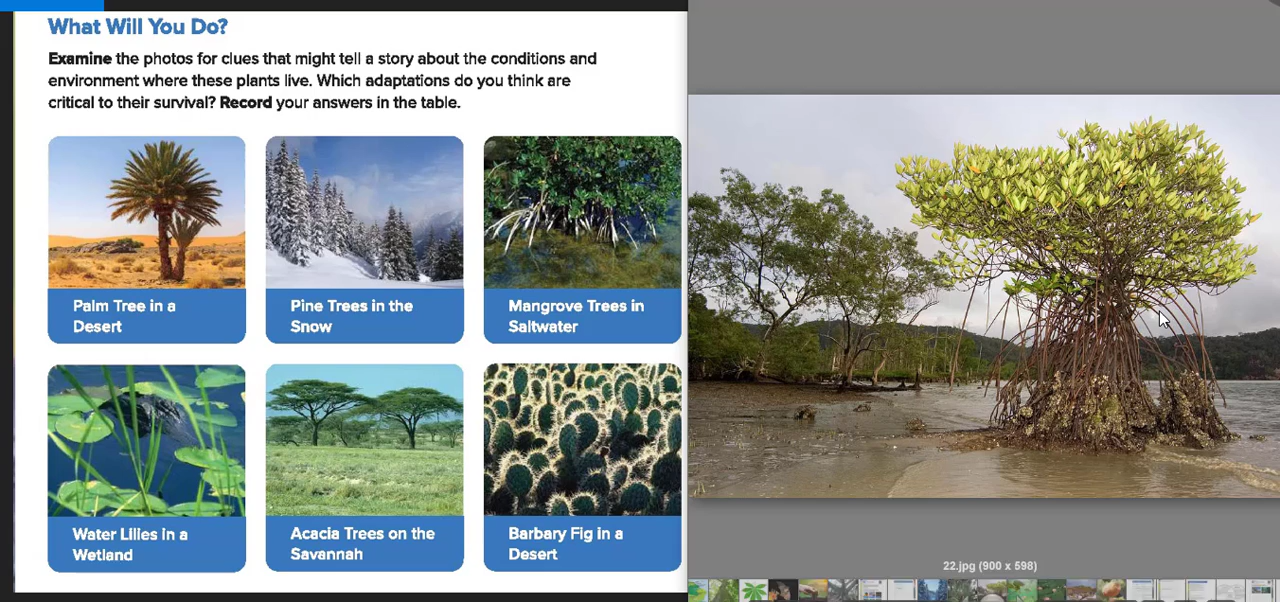 What Will You Do?
Examine the photos for clues that might tell a story about the conditions and
environment where these plants live. Which adaptations do you think are
critical to their survival? Record your answers in the table.
Palm Tree in a
Desert
Pine Trees in the
Snow
Mangrove Trees in
Saltwater
Water Lilies in a
Wetland
Acacia Trees on the
Savannah
Barbary Fig in a
Desert
22.jpg (900 x 598)